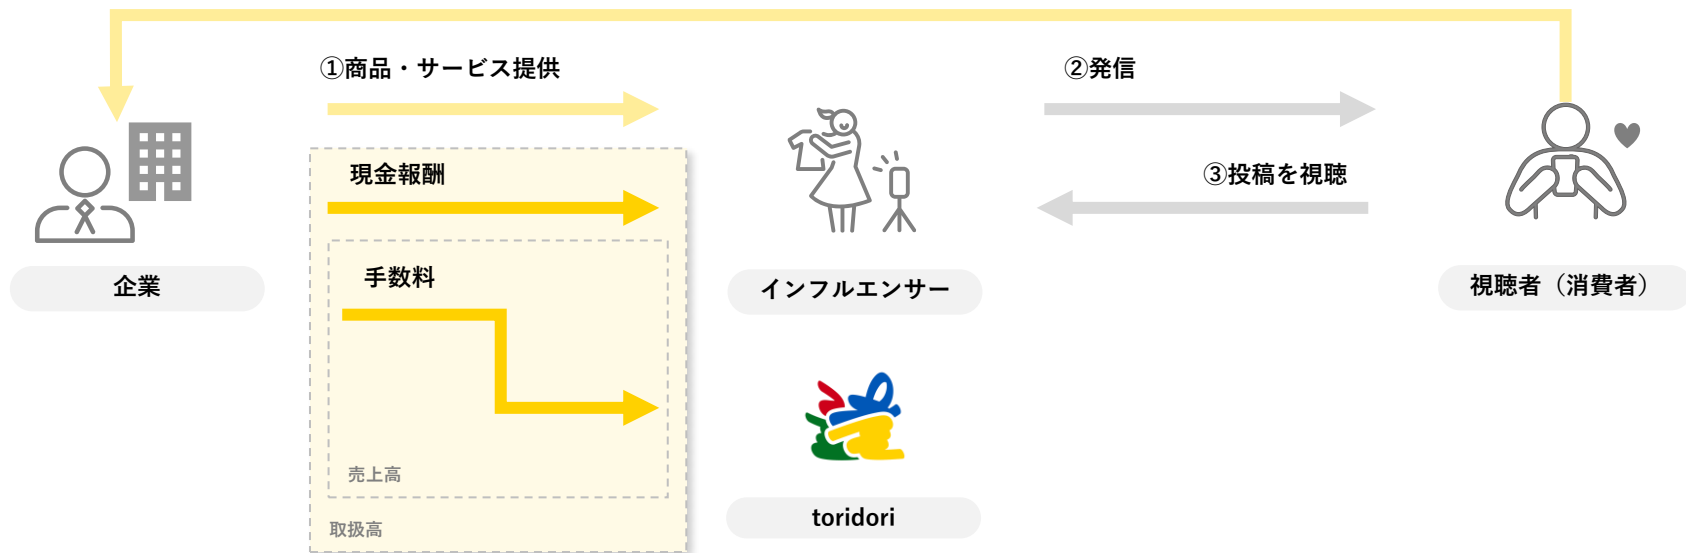 ①商品・サービス提供
②発信
現金報酬
③投稿を視聴
手数料
企業
インフルエンサー
視聴者（消費者）
売上高
取扱高
toridori